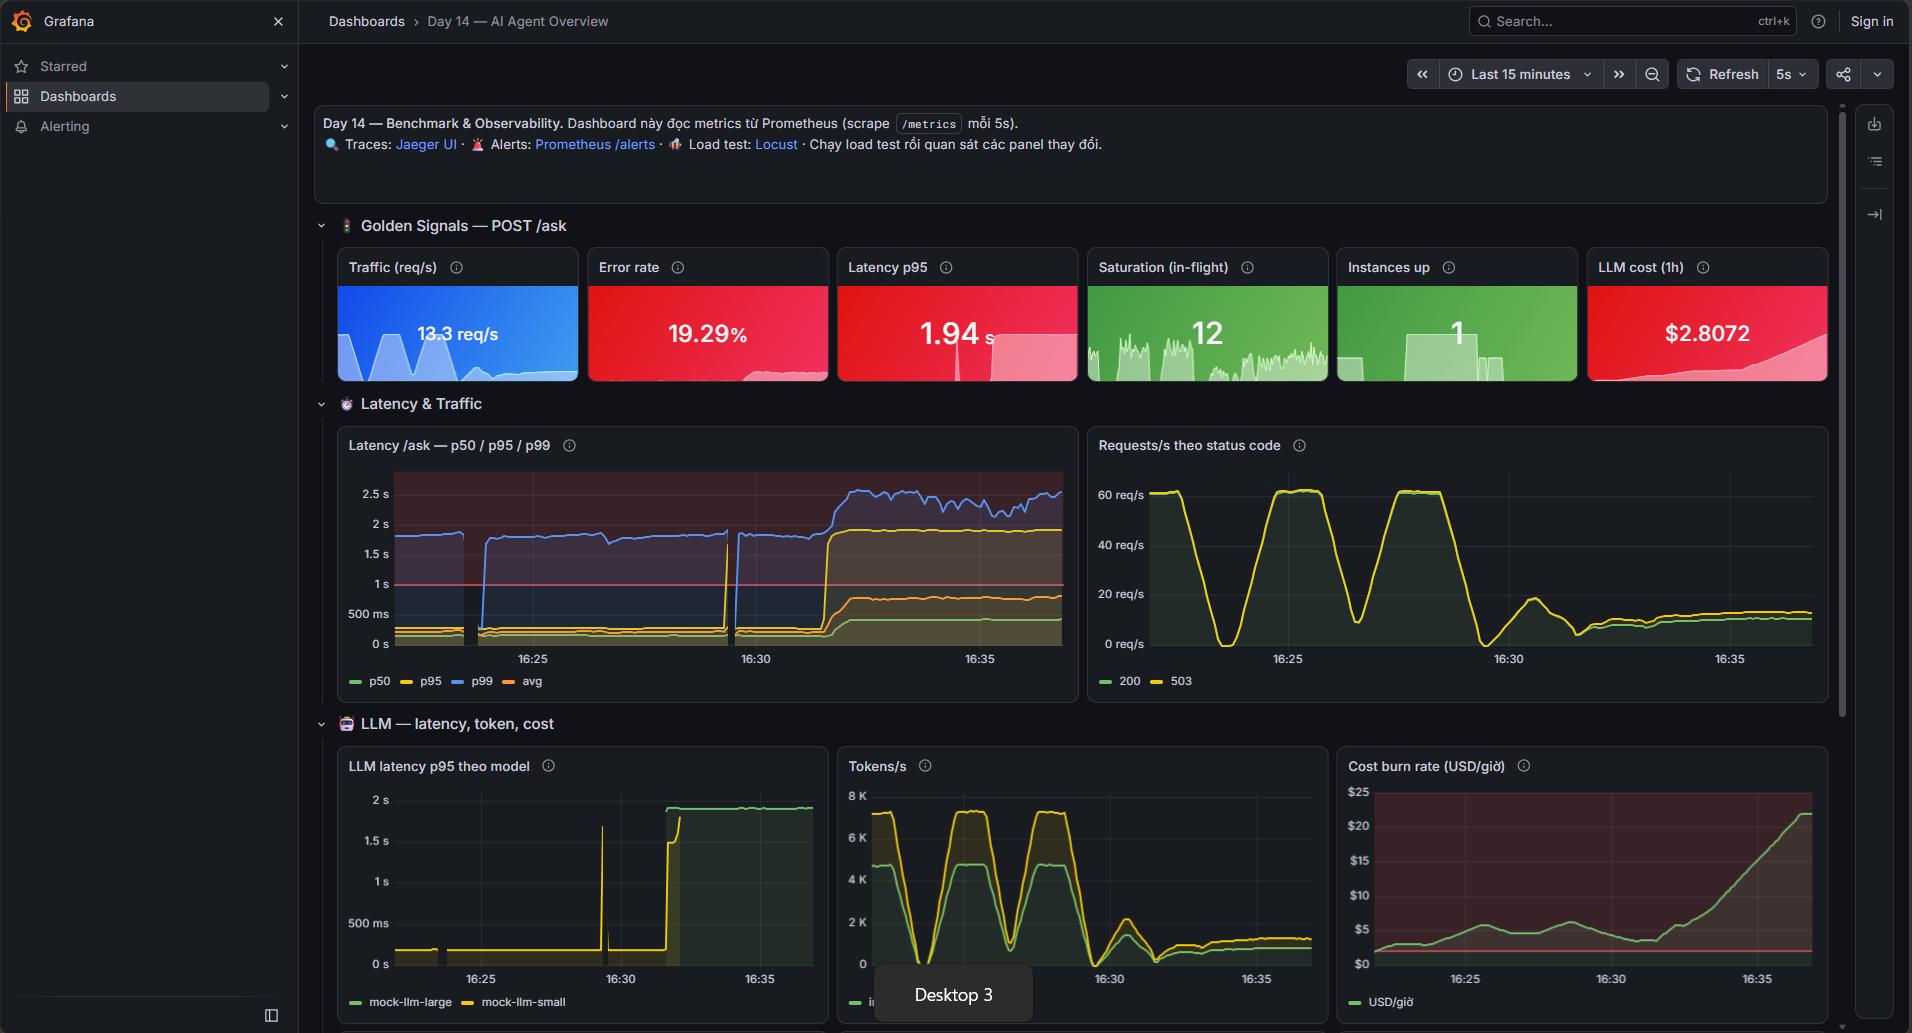 Grafana
Dashboards › Day 14 — AI Agent Overview
Search...
ctrl+k
Sign in
Starred
Dashboards
Alerting
Last 15 minutes
Refresh
5s
Day 14 — Benchmark & Observability. Dashboard này đọc metrics từ Prometheus (scrape /metrics mỗi 5s).
Traces: Jaeger UI · Alerts: Prometheus /alerts · Load test: Locust · Chạy load test rồi quan sát các panel thay đổi.
Golden Signals — POST /ask
Traffic (req/s)
13.3 req/s
Error rate
19.29%
Latency p95
1.94 s
Saturation (in-flight)
12
Instances up
1
LLM cost (1h)
$2.8072
Latency & Traffic
Latency /ask — p50 / p95 / p99
2.5 s
2 s
1.5 s
1 s
500 ms
0 s
16:25
16:30
16:35
p50
p95
p99
avg
Requests/s theo status code
60 req/s
40 req/s
20 req/s
0 req/s
16:25
16:30
16:35
200
503
LLM — latency, token, cost
LLM latency p95 theo model
2 s
1.5 s
1 s
500 ms
0 s
16:25
16:30
16:35
mock-llm-large
mock-llm-small
Tokens/s
8 K
6 K
4 K
2 K
0
16:30
16:35
Desktop 3
Cost burn rate (USD/giờ)
$25
$20
$15
$10
$5
$0
16:25
16:30
16:35
USD/giờ